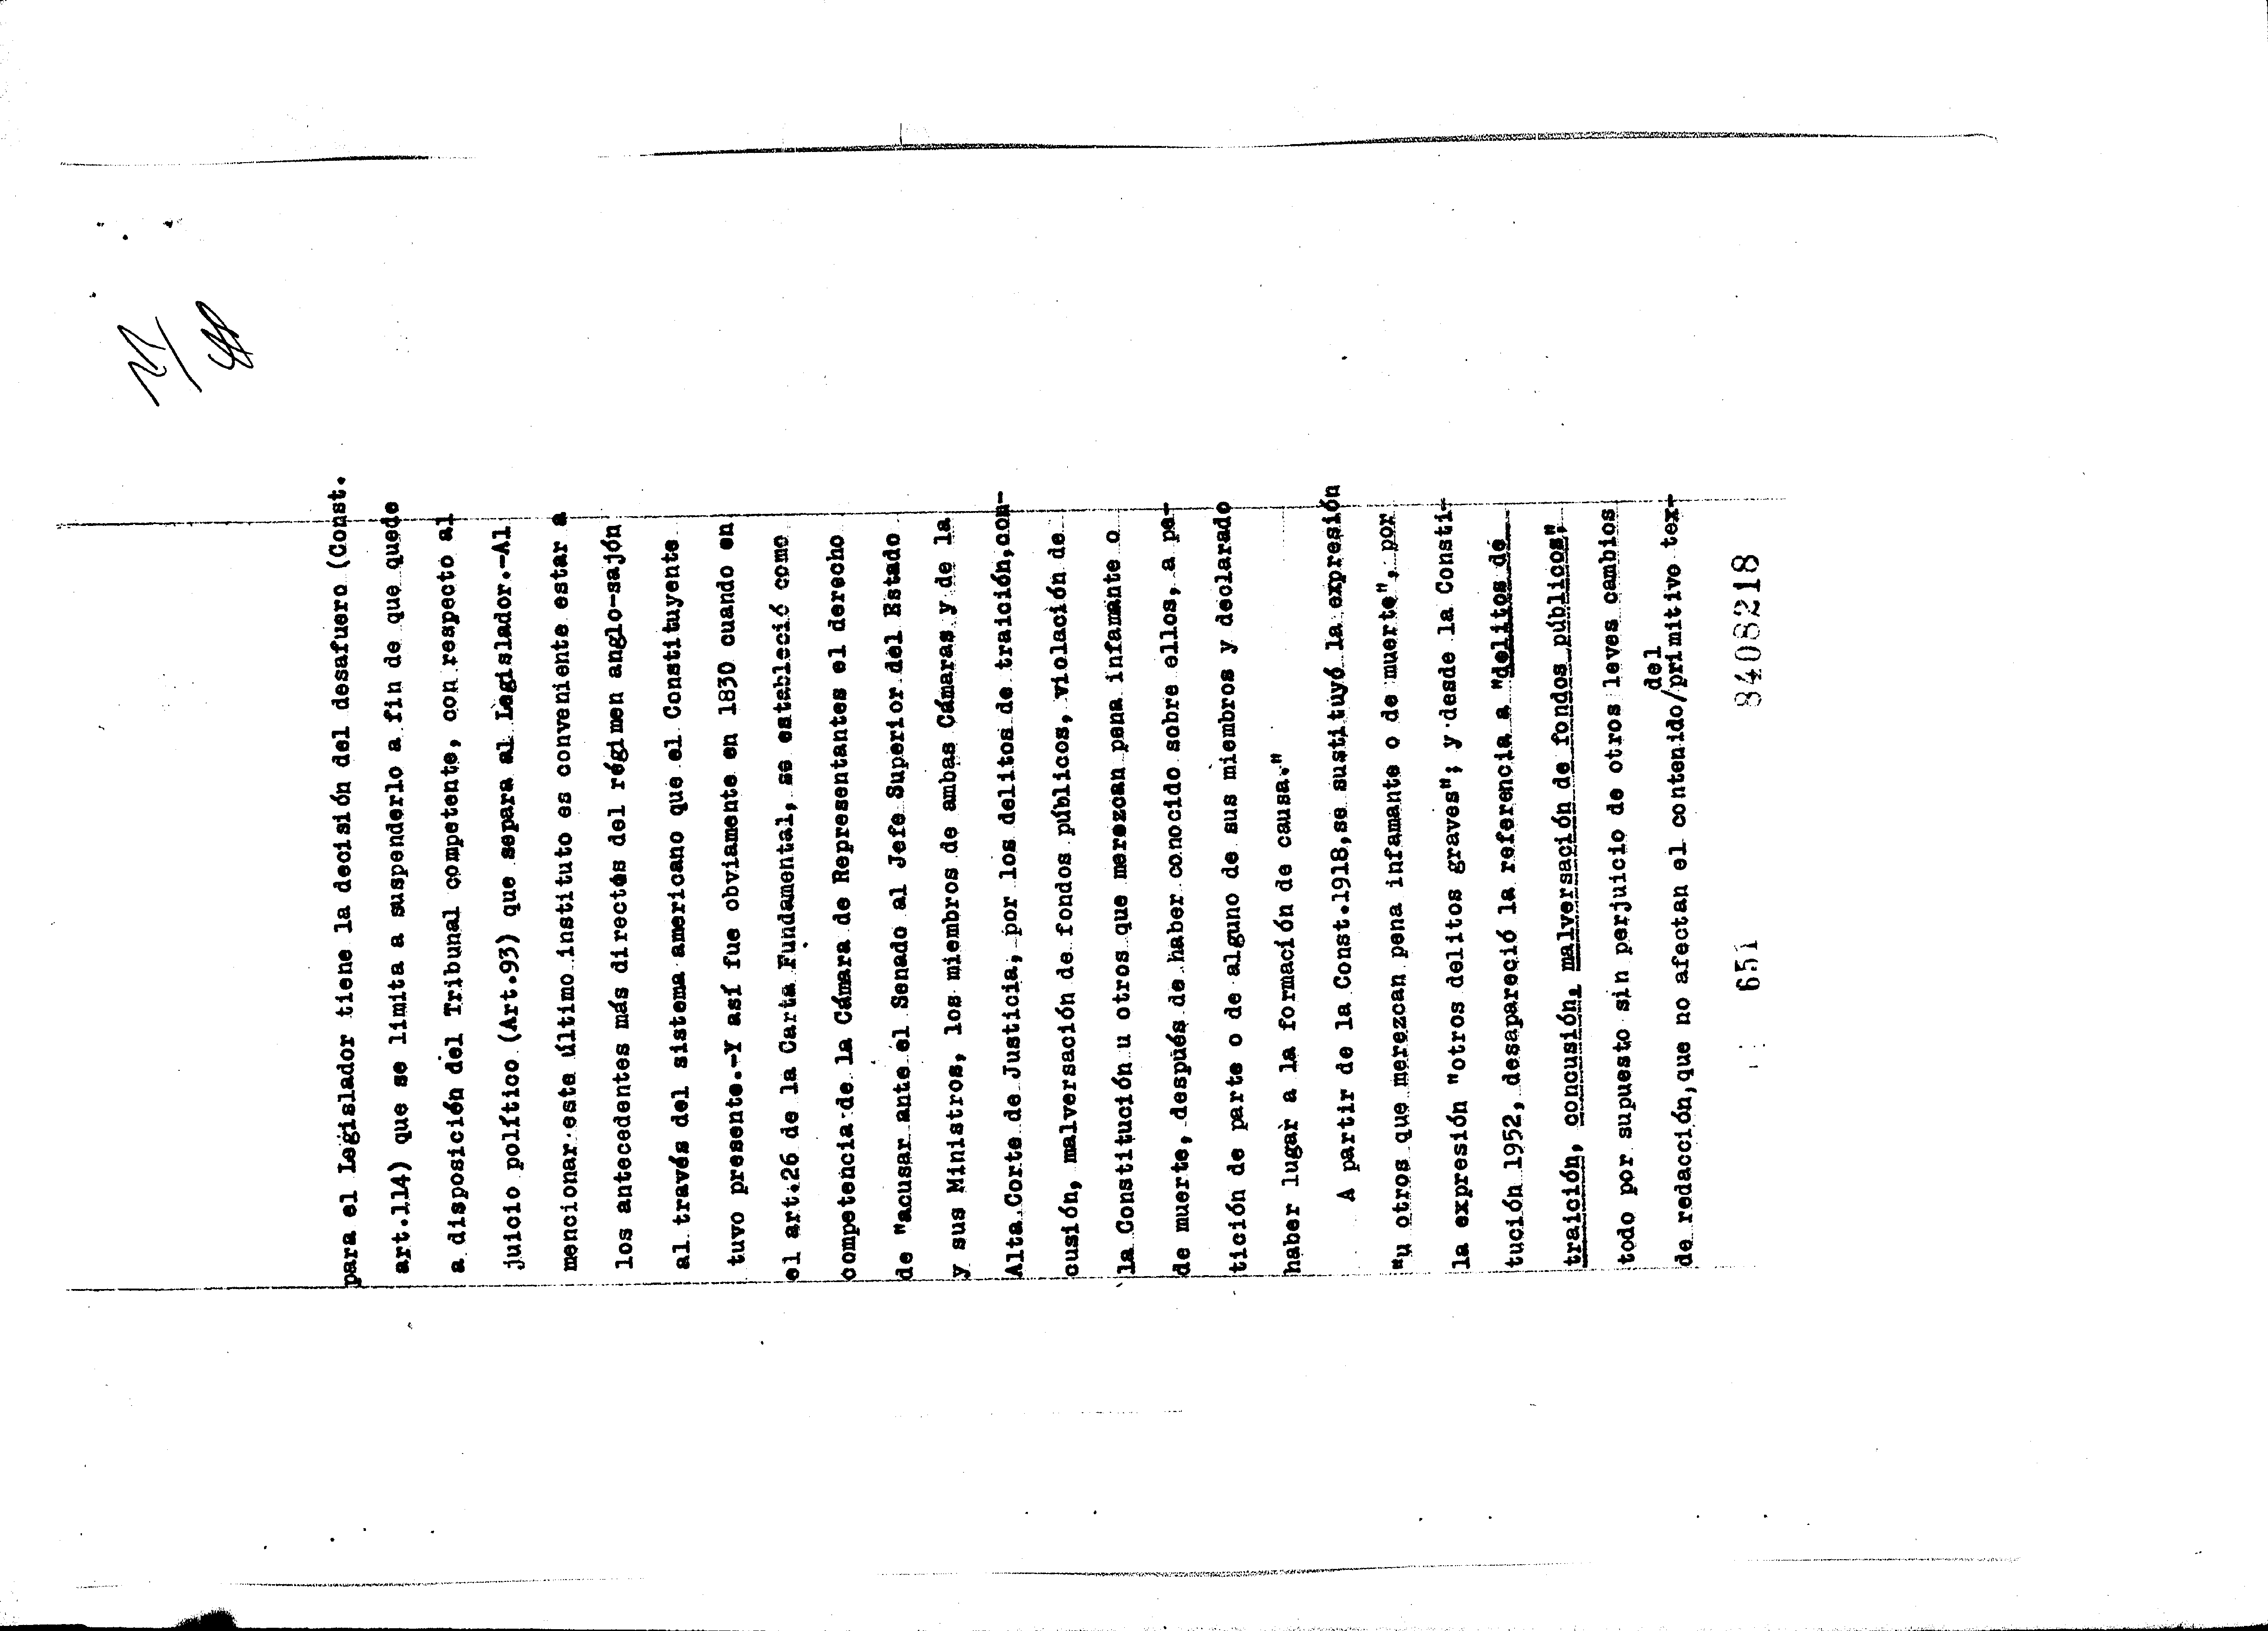 para el Legislador tiene la decisión del desafuero (Const.
art.114) que se limita a suspenderlo a fin de que quede
a disposición del Tribunal competente, con respecto al
juicio político (Art.93) que separa al Legislador.-Al
mencionar este último instituto es conveniente estar a
los antecedentes más directos del régimen anglo-sajón
al través del sistema americano que el Constituyente
tuvo presente.-Y así fue obviamente en 1830 cuando en
el art.26 de la Carta Fundamental, se estableció como
competencia de la Cámara de Representantes el derecho
de "acusar ante el Senado al Jefe Superior del Estado
y sus Ministros, los miembros de ambas Cámaras y de la
Alta Corte de Justicia, por los delitos de traición,con-
cusión, malversación de fondos públicos, violación de
la Constitución u otros que merezcan pena infamante o
de muerte, después de haber conocido sobre ellos, a pe-
tición de parte o de alguno de sus miembros y declarado
haber lugar a la formación de causa."
A partir de la Const.1918,se sustituyó la expresión
"u otros que merezcan pena infamante o de muerte", por
la expresión "otros delitos graves"; y desde la Consti-
tución 1952, desapareció la referencia a "delitos de
traición, concusión, malversación de fondos públicos",
todo por supuesto sin perjuicio de otros leves cambios
del
de redacción,que no afectan el contenido/primitivo tex-
651 8408218